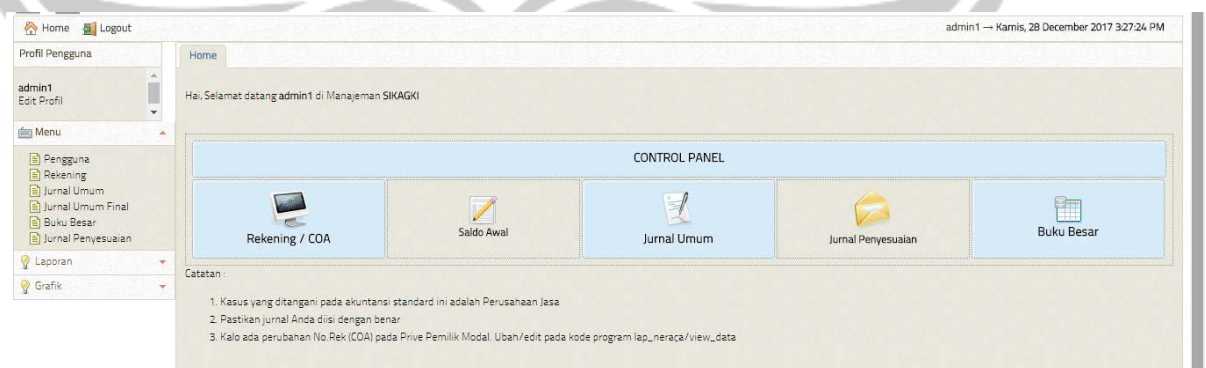 Home Logout
admin1 → Kamis, 28 December 2017 3:27:24 PM
Profil Pengguna
admin1
Edit Profil
Menu
Pengguna
Rekening
Jurnal Umum
Jurnal Umum Final
Buku Besar
Jurnal Penyesuaian
Laporan
Grafik
Home
Hai, Selamat datang admin1 di Manajeman SIKAGKI
CONTROL PANEL
Rekening / COA
Saldo Awal
Jurnal Umum
Jurnal Penyesuaian
Buku Besar
Catatan :
1. Kasus yang ditangani pada akuntansi standard ini adalah Perusahaan Jasa
2. Pastikan jurnal Anda diisi dengan benar
3. Kalo ada perubahan No.Rek (COA) pada Prive Pemilik Modal. Ubah/edit pada kode program lap_neraca/view_data